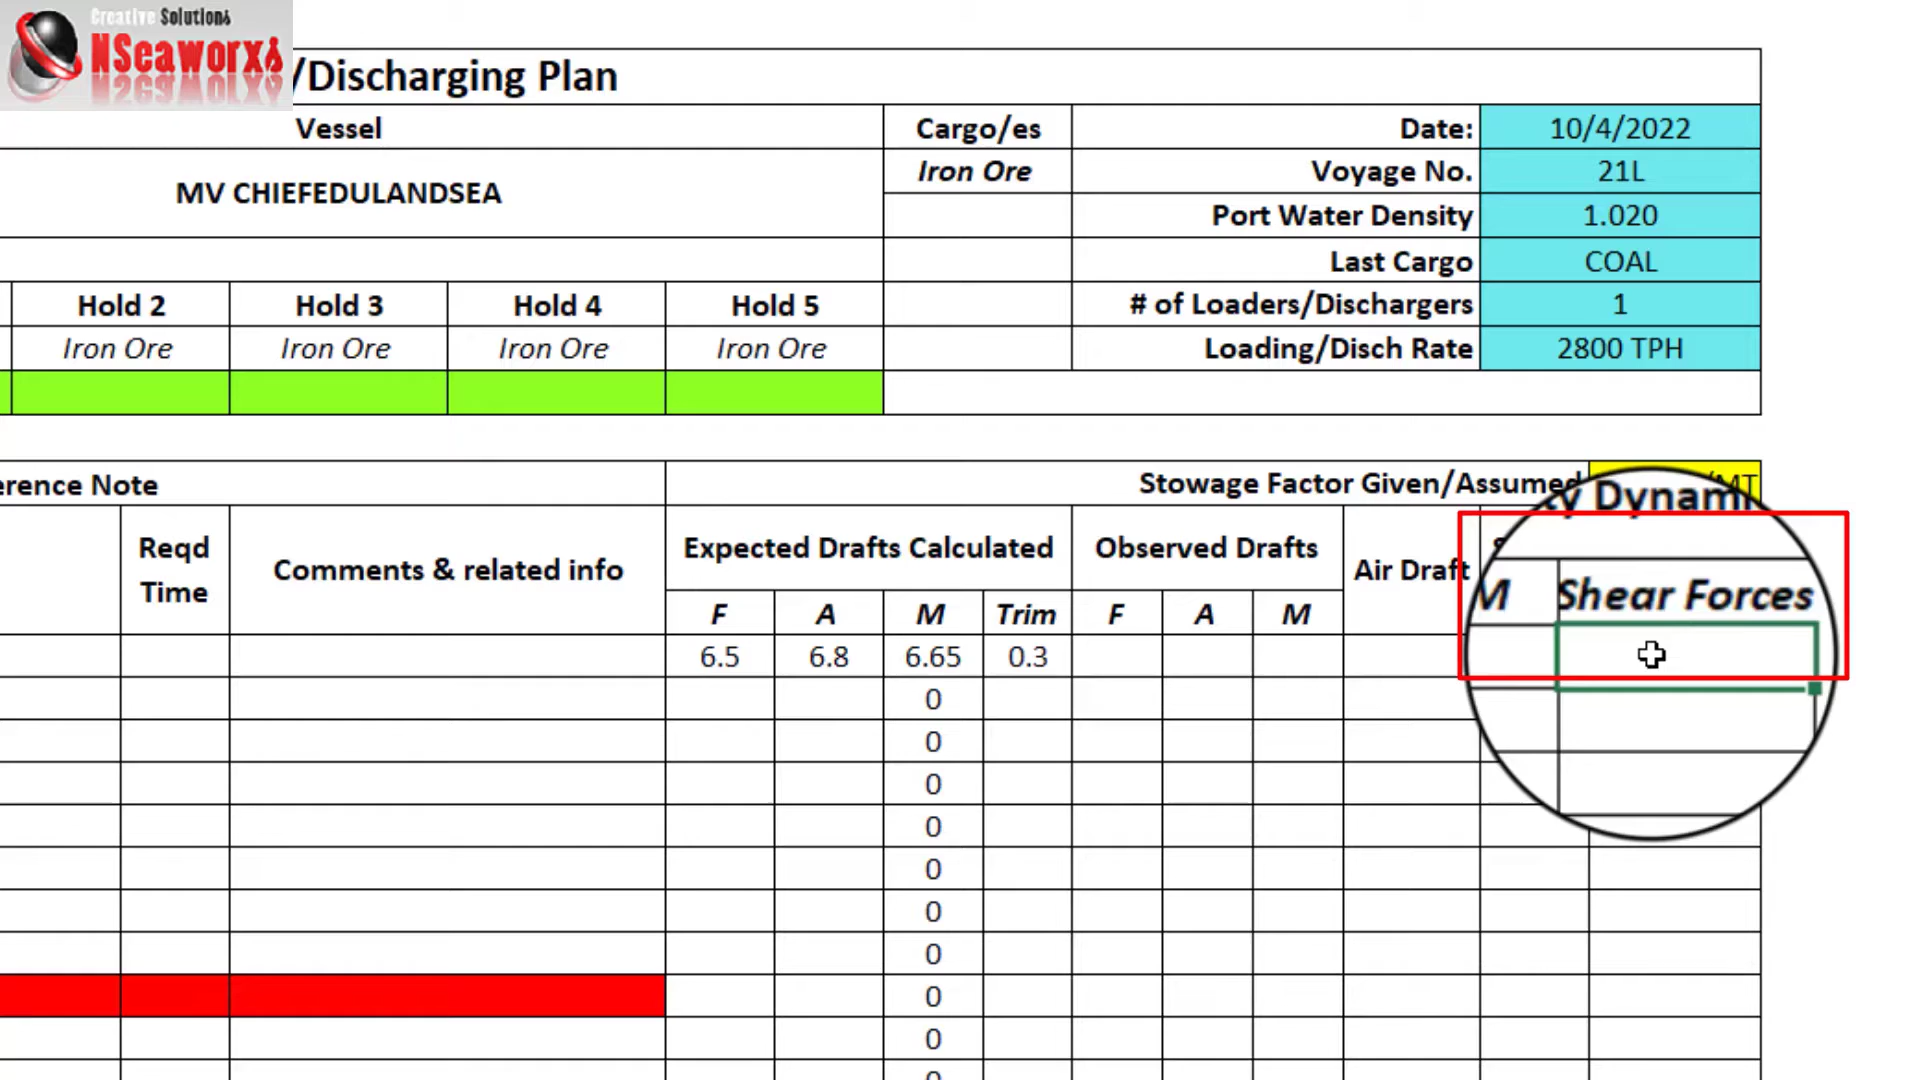 Creative Solutions
NSeaworx
/Discharging Plan
Vessel Cargo/es Date: 10/4/2022
MV CHIEFEDULANDSEA Iron Ore Voyage No. 21L
Port Water Density 1.020
Last Cargo COAL
Hold 2 Hold 3 Hold 4 Hold 5 # of Loaders/Dischargers 1
Iron Ore Iron Ore Iron Ore Iron Ore Loading/Disch Rate 2800 TPH
erence Note Stowage Factor Given/Assumed /MT
ty Dynami
Reqd Time Comments & related info Expected Drafts Calculated Observed Drafts Air Draft
F A M Trim F A M M Shear Forces
6.5 6.8 6.65 0.3
0
0
0
0
0
0
0
0
0
0